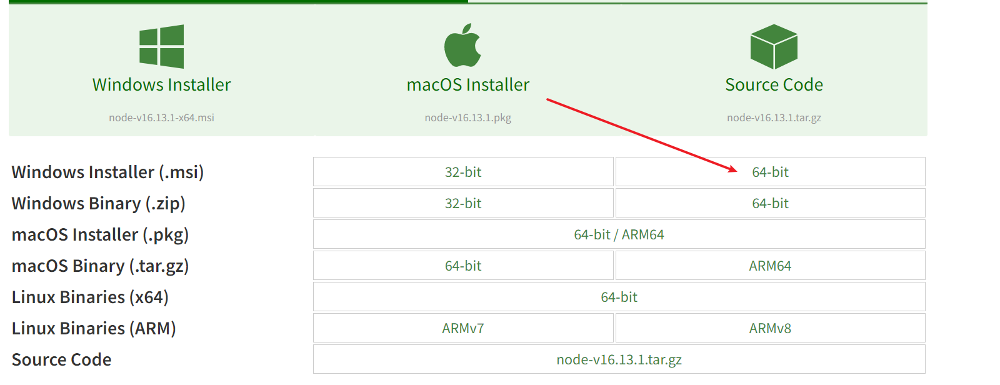 Windows Installer
macOS Installer
Source Code
node-v16.13.1-x64.msi
node-v16.13.1.pkg
node-v16.13.1.tar.gz
Windows Installer (.msi) 32-bit 64-bit
Windows Binary (.zip) 32-bit 64-bit
macOS Installer (.pkg) 64-bit / ARM64
macOS Binary (.tar.gz) 64-bit ARM64
Linux Binaries (x64) 64-bit
Linux Binaries (ARM) ARMv7 ARMv8
Source Code node-v16.13.1.tar.gz